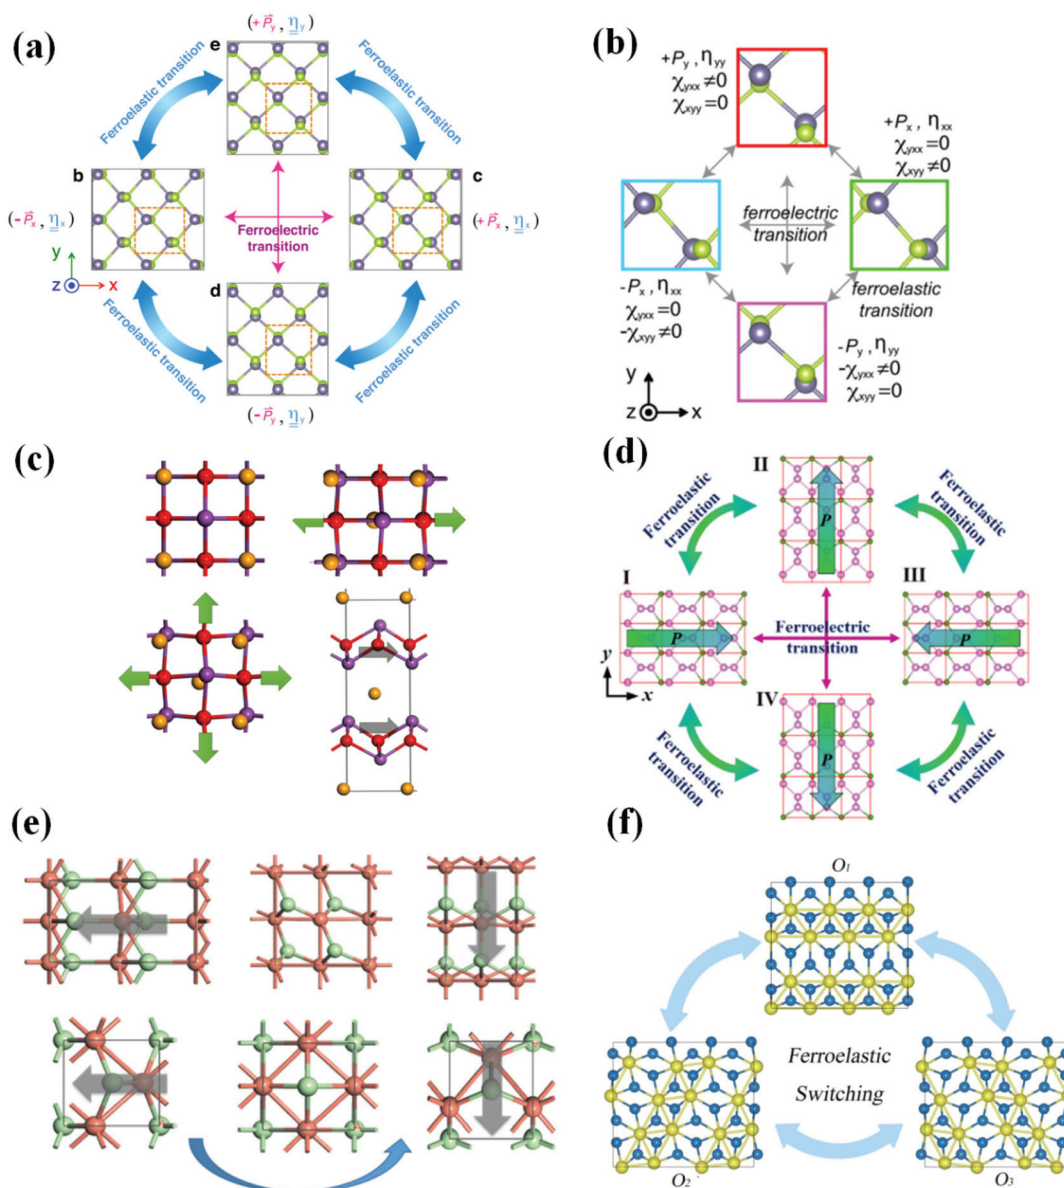 (a)
(+P⃗y, η̳y)
e
Ferroelastic transition
Ferroelastic transition
b
c
(-P⃗x, η̳x)
(+P⃗x, η̳x)
Ferroelectric
transition
y
z
x
d
Ferroelastic transition
Ferroelastic transition
(-P⃗y, η̳y)
(b)
+Py , ηyy
χyxx≠0
χxyy=0
+Px , ηxx
χyxx=0
χxyy≠0
ferroelectric
transition
-Px , ηxx
χyxx=0
-χxyy≠0
ferroelastic
transition
-Py , ηyy
-χyxx≠0
χxyy=0
y
z
x
(c)
(d)
II
Ferroelastic
transition
Ferroelastic
transition
P
I
III
P
Ferroelectric
transition
P
y
x
IV
Ferroelastic
transition
P
Ferroelastic
transition
(e)
(f)
O1
Ferroelastic
Switching
O2
O3